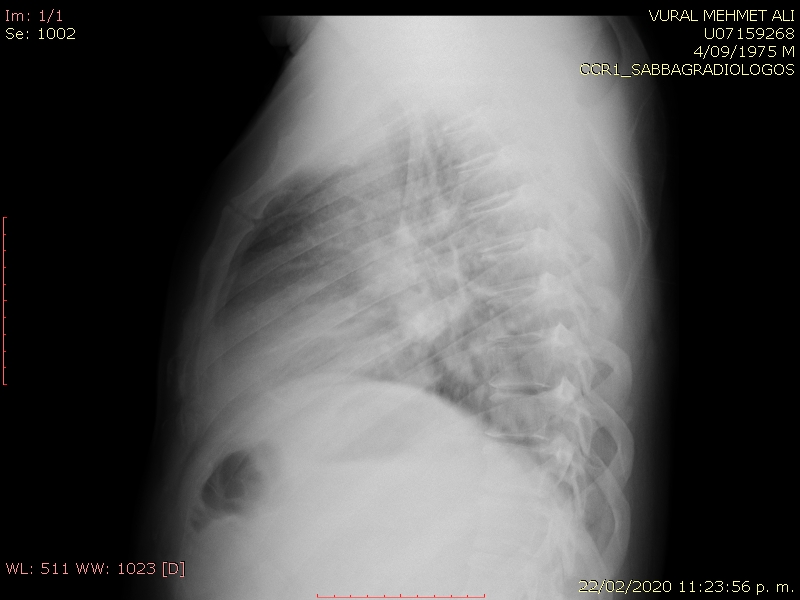 Im: 1/1
Se: 1002
VURAL MEHMET ALI
U07159268
4/09/1975 M
CCR1_SABBAGRADIOLOGOS
WL: 511 WW: 1023 [D]
22/02/2020 11:23:56 p. m.